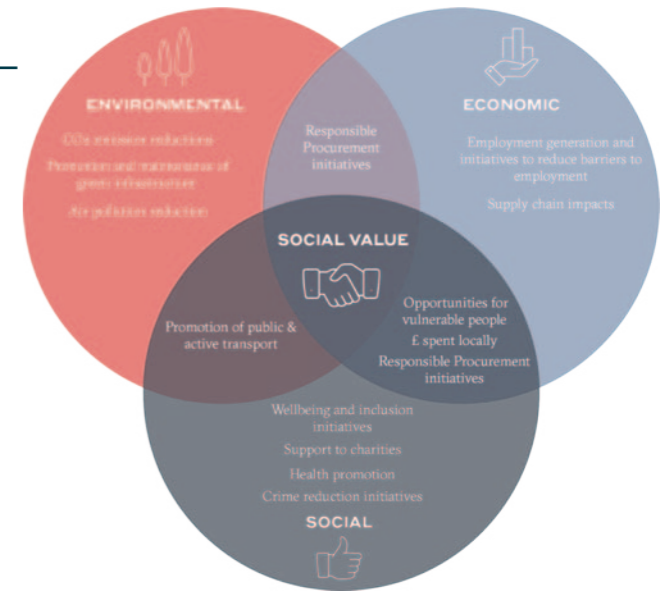 ENVIRONMENTAL
CO2 emission reductions
Promotion and maintenance of
green infrastructure
Air pollution reduction
Responsible
Procurement
initiatives
ECONOMIC
Employment generation and
initiatives to reduce barriers to
employment
Supply chain impacts
SOCIAL VALUE
Promotion of public &
active transport
Opportunities for
vulnerable people
£ spent locally
Responsible Procurement
initiatives
Wellbeing and inclusion
initiatives
Support to charities
Health promotion
Crime reduction initiatives
SOCIAL